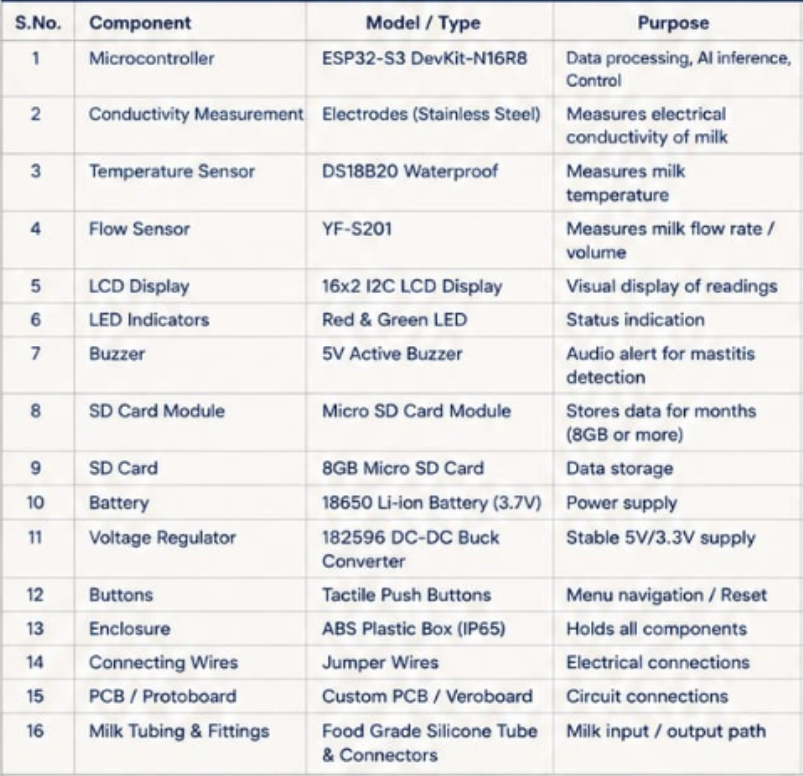 S.No. Component Model / Type Purpose
1 Microcontroller ESP32-S3 DevKit-N16R8 Data processing, AI inference,
Control
2 Conductivity Measurement Electrodes (Stainless Steel) Measures electrical
conductivity of milk
3 Temperature Sensor DS18B20 Waterproof Measures milk
temperature
4 Flow Sensor YF-S201 Measures milk flow rate /
volume
5 LCD Display 16x2 I2C LCD Display Visual display of readings
6 LED Indicators Red & Green LED Status indication
7 Buzzer 5V Active Buzzer Audio alert for mastitis
detection
8 SD Card Module Micro SD Card Module Stores data for months
(8GB or more)
9 SD Card 8GB Micro SD Card Data storage
10 Battery 18650 Li-ion Battery (3.7V) Power supply
11 Voltage Regulator 182596 DC-DC Buck Stable 5V/3.3V supply
Converter
12 Buttons Tactile Push Buttons Menu navigation / Reset
13 Enclosure ABS Plastic Box (IP65) Holds all components
14 Connecting Wires Jumper Wires Electrical connections
15 PCB / Protoboard Custom PCB / Veroboard Circuit connections
16 Milk Tubing & Fittings Food Grade Silicone Tube Milk input / output path
& Connectors